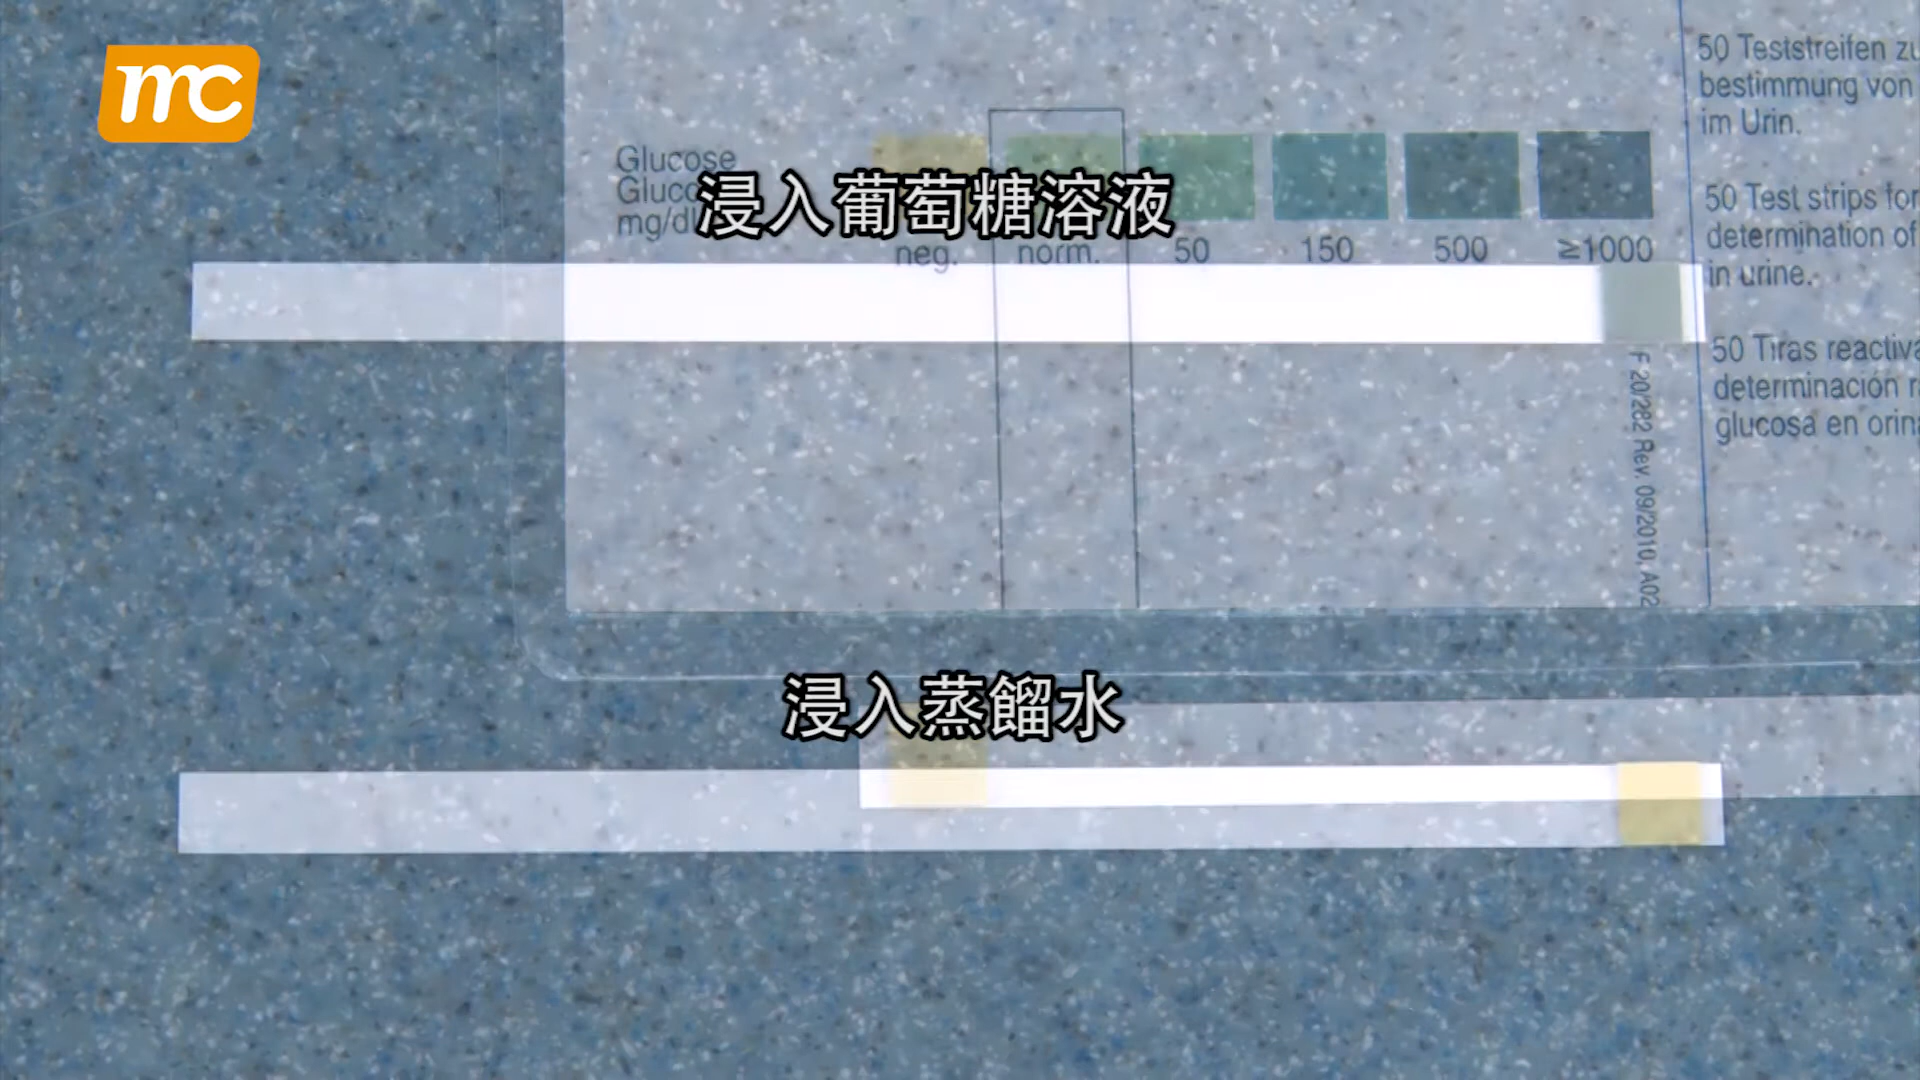 mc
50 Teststreifen zu
bestimmung von
im Urin.
Glucose
mg/dl
浸入葡萄糖溶液
neg. norm. 50 150 500 ≥1000
50 Test strips for
determination of
in urine.
50 Tiras reactiva
determinación r
glucosa en orin
F 20/282 Rev. 09/2010, A02
浸入蒸餾水